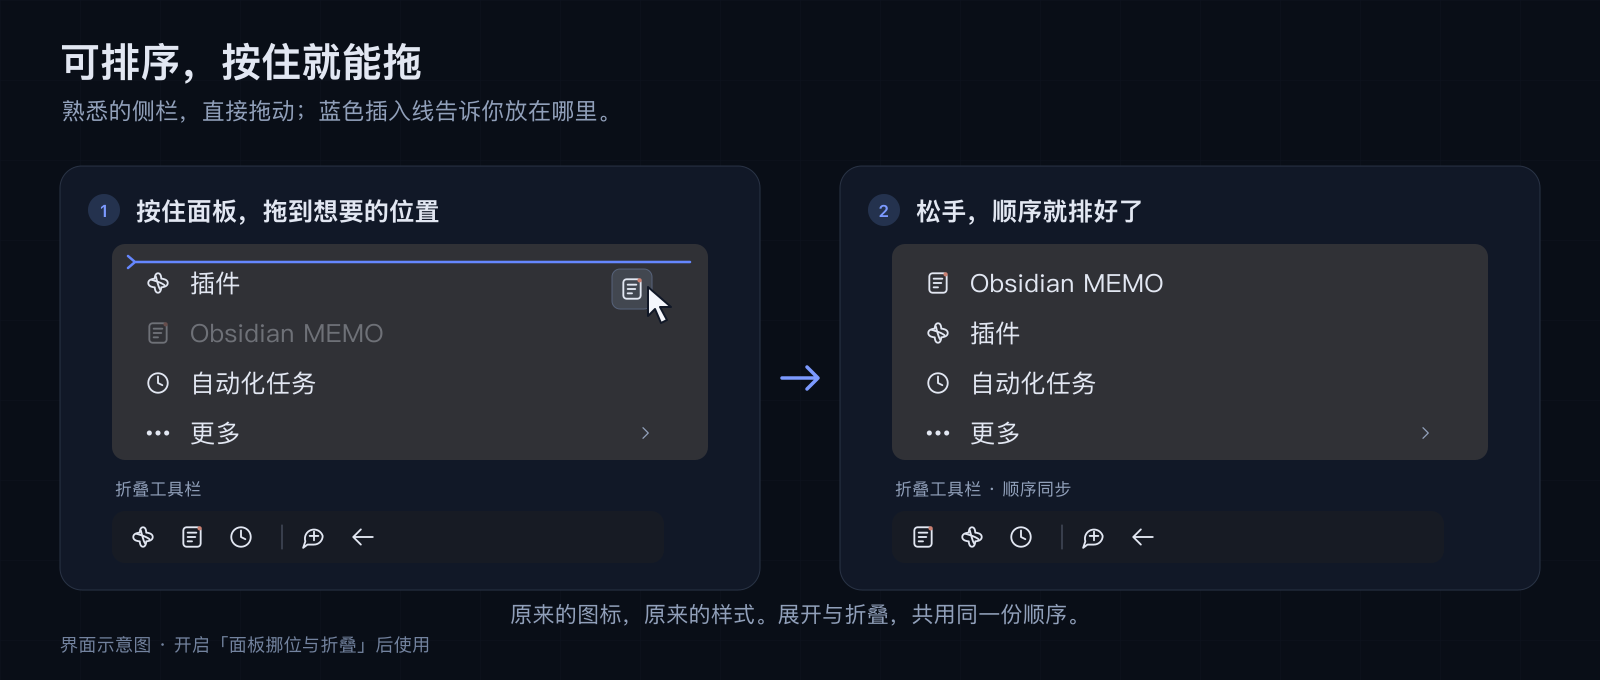 可排序，按住就能拖
熟悉的侧栏，直接拖动；蓝色插入线告诉你放在哪里。
1 按住面板，拖到想要的位置
插件
Obsidian MEMO
自动化任务
更多
折叠工具栏
2 松手，顺序就排好了
Obsidian MEMO
插件
自动化任务
更多
折叠工具栏 · 顺序同步
原来的图标，原来的样式。展开与折叠，共用同一份顺序。
界面示意图 · 开启「面板挪位与折叠」后使用